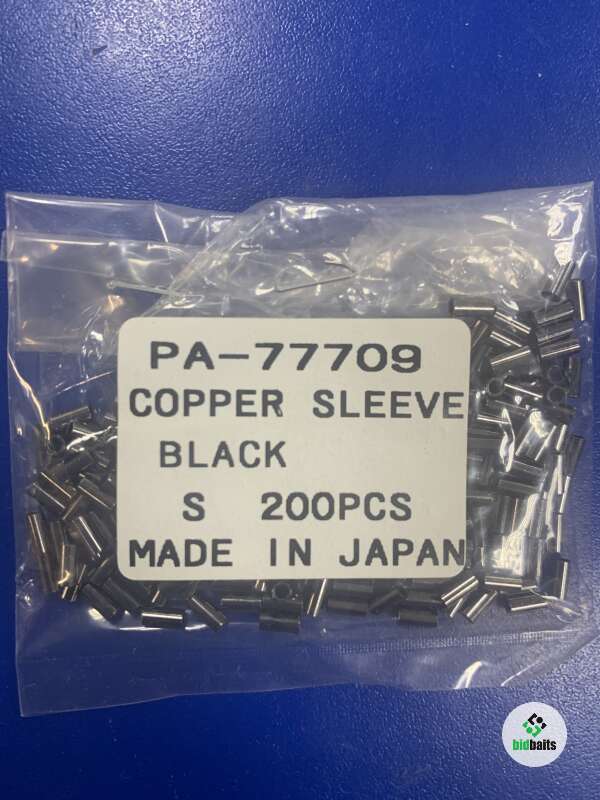 PA-77709
COPPER SLEEVE
BLACK
S 200PCS
MADE IN JAPAN
bidbaits